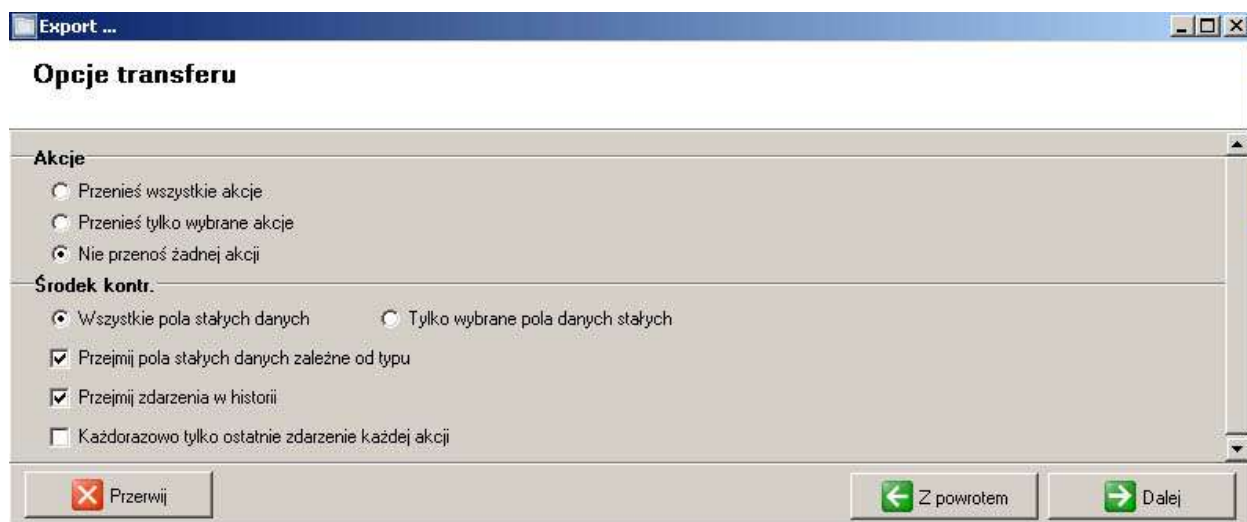 Export ...
Opcje transferu
Akcje
Przenieś wszystkie akcje
Przenieś tylko wybrane akcje
Nie przenoś żadnej akcji
Środek kontr.
Wszystkie pola stałych danych Tylko wybrane pola danych stałych
Przejmij pola stałych danych zależne od typu
Przejmij zdarzenia w historii
Każdorazowo tylko ostatnie zdarzenie każdej akcji
Przerwij Z powrotem Dalej